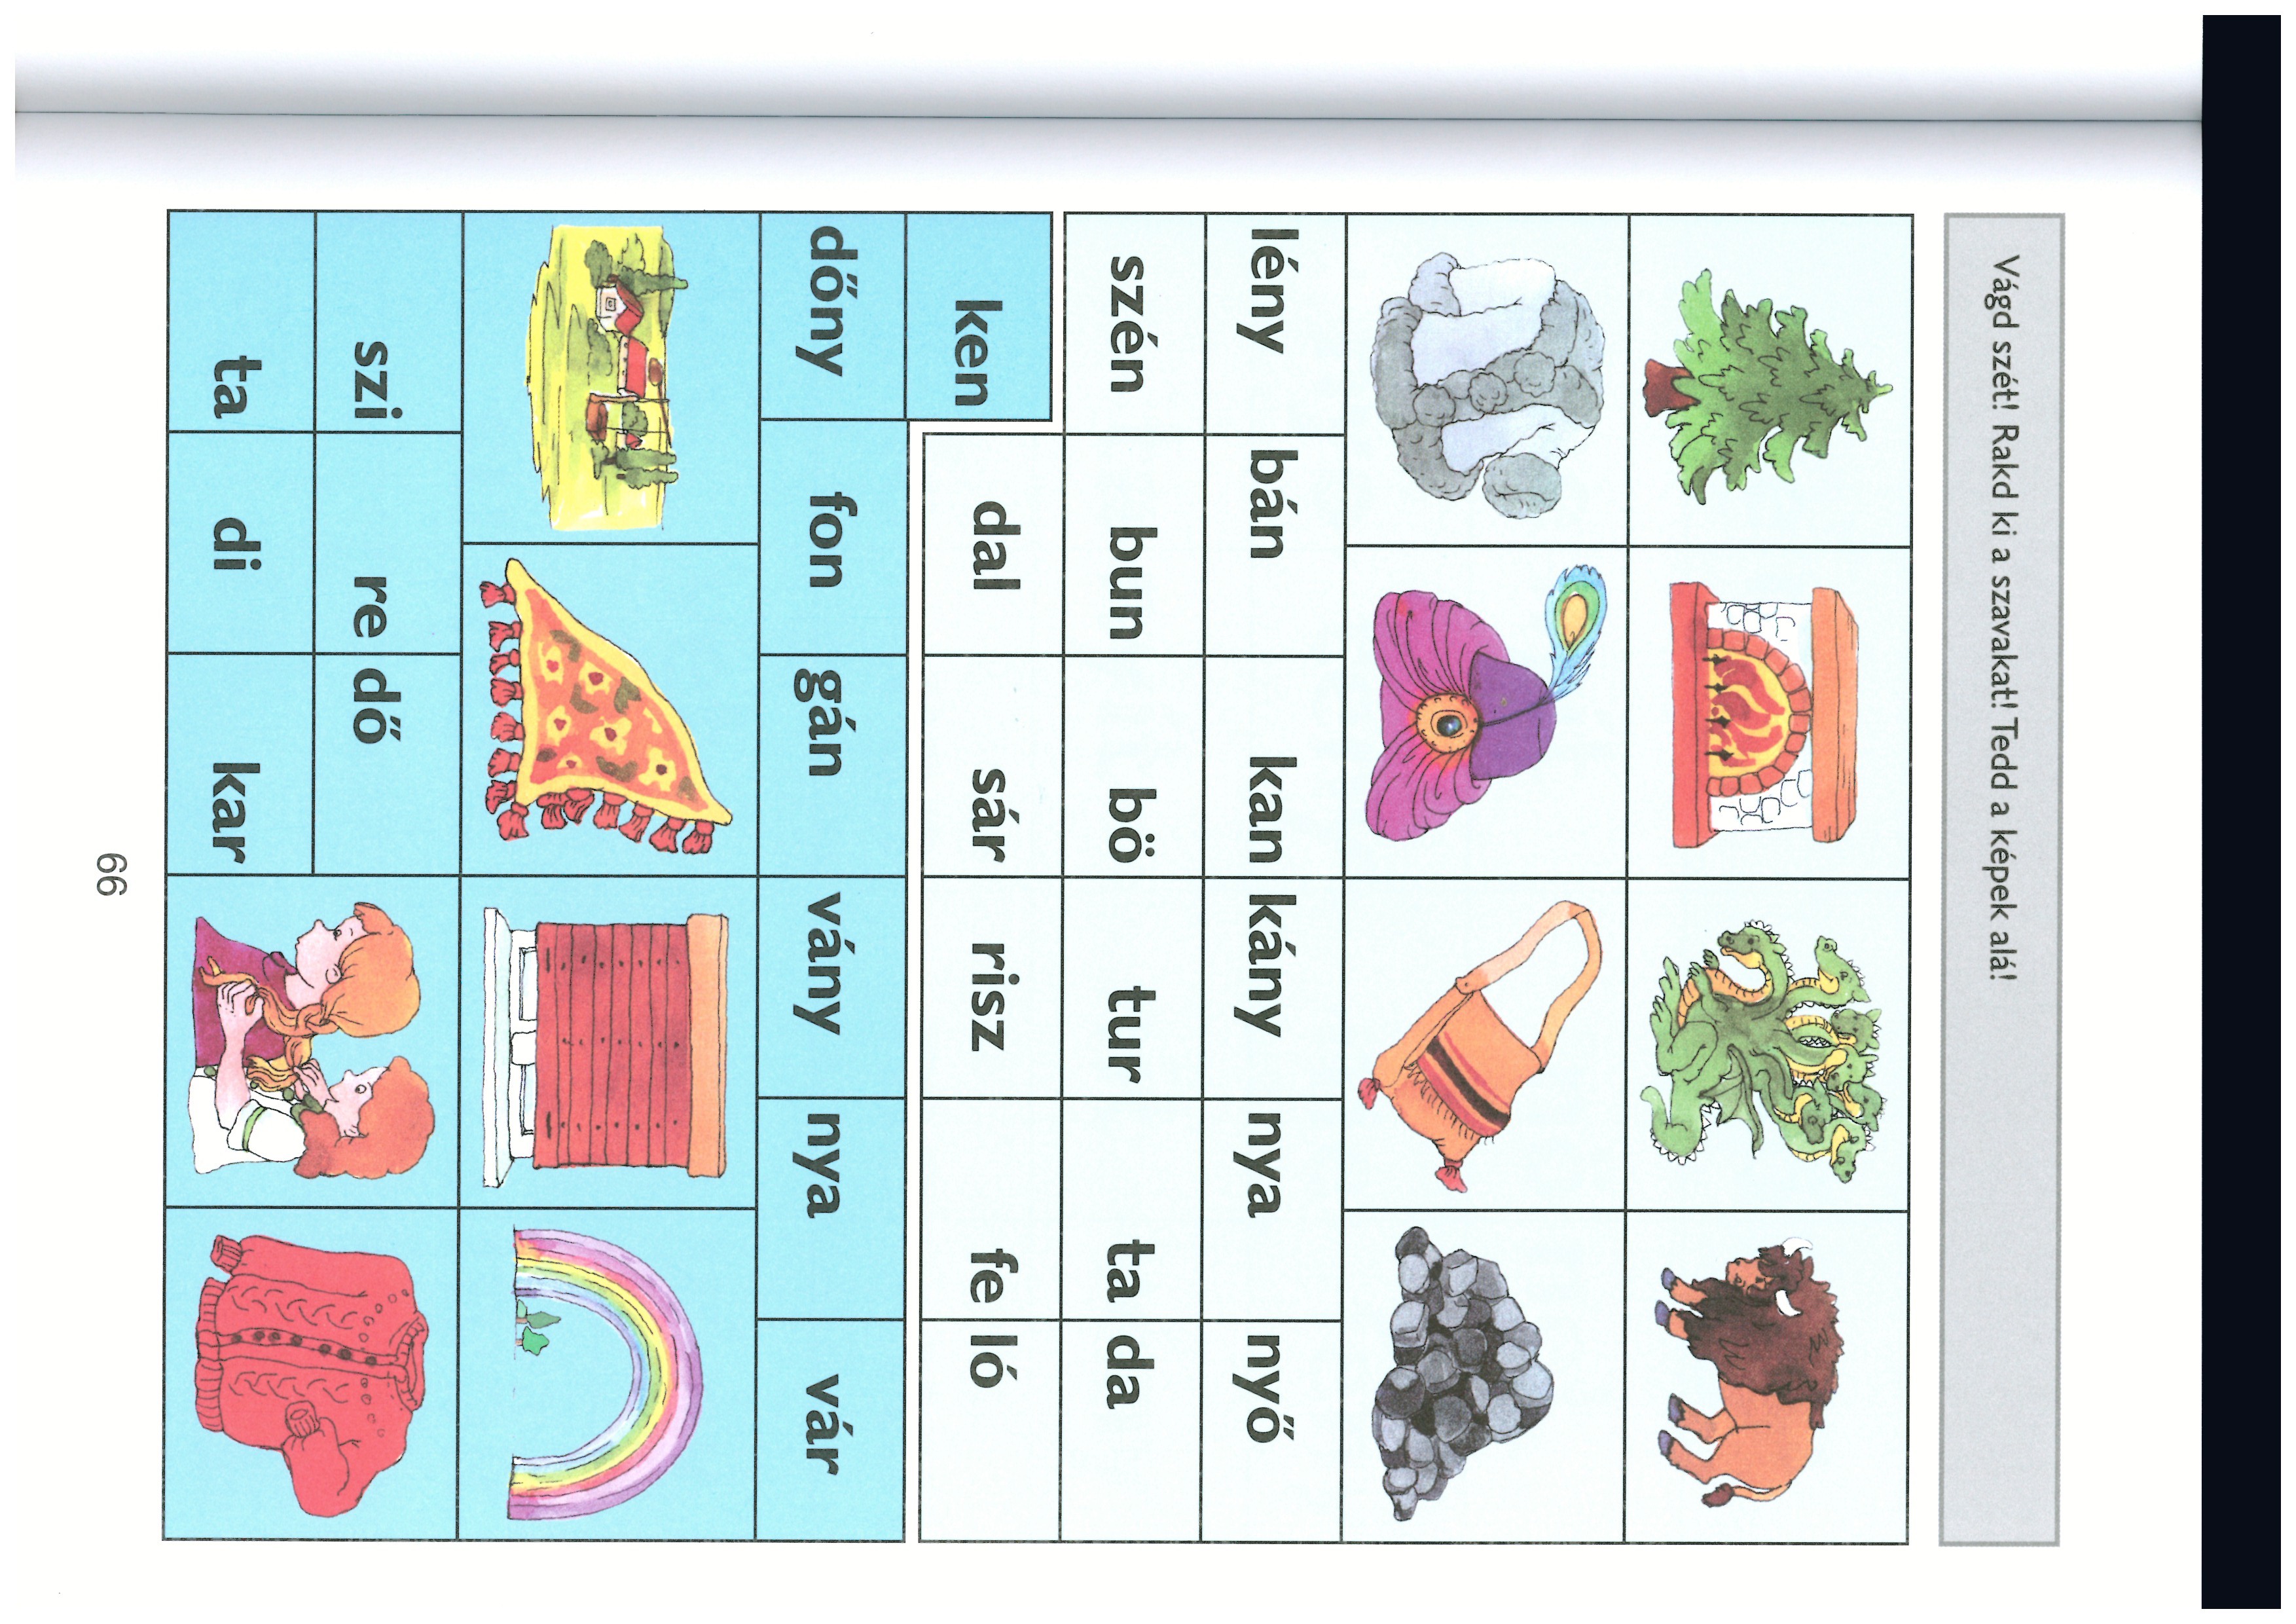 Vágd szét! Rakd ki a szavakat! Tedd a képek alá!
lény bán kan kány nya nyő
szén bun bö tur ta da
dal sár risz fe ló
ken
dőny fon gán vány nya vár
szi re dő
ta di kar
66